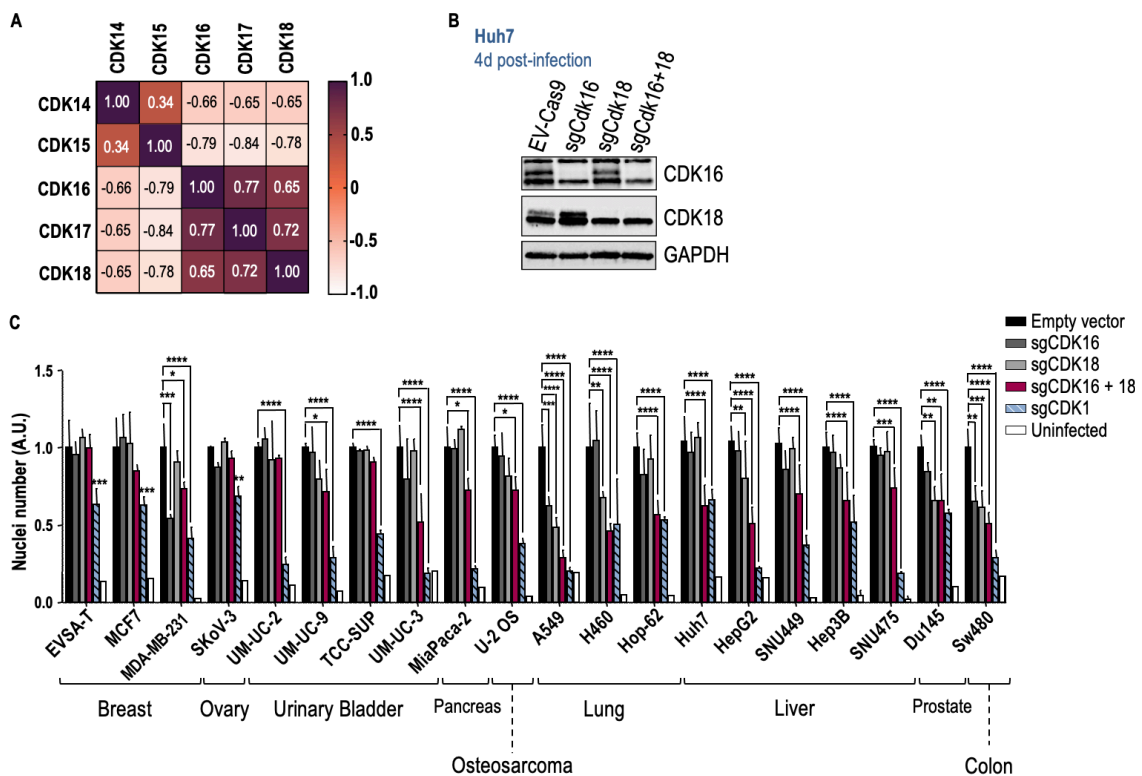 A
CDK14 CDK15 CDK16 CDK17 CDK18
CDK14 1.00 0.34 -0.66 -0.65 -0.65
CDK15 0.34 1.00 -0.79 -0.84 -0.78
CDK16 -0.66 -0.79 1.00 0.77 0.65
CDK17 -0.65 -0.84 0.77 1.00 0.72
CDK18 -0.65 -0.78 0.65 0.72 1.00
1.0
0.5
0
-0.5
-1.0
B
Huh7
4d post-infection
EV-Cas9 sgCdk16 sgCdk18 sgCdk16+18
CDK16
CDK18
GAPDH
C
Empty vector
sgCDK16
sgCDK18
sgCDK16 + 18
sgCDK1
Uninfected
Nuclei number (A.U.)
1.5
1.0
0.5
0.0
*** *** **** * *** ** **** **** * **** **** **** **** * **** * **** **** *** **** **** ** **** **** **** **** **** **** ** **** **** **** **** **** *** **** ** ** **** **** *** **
EVSA-T MCF7 MDA-MB-231 SKoV-3 UM-UC-2 UM-UC-9 TCC-SUP UM-UC-3 MiaPaca-2 U-2 OS A549 H460 Hop-62 Huh7 HepG2 SNU449 Hep3B SNU475 Du145 Sw480
Breast Ovary Urinary Bladder Pancreas Lung Liver Prostate
Osteosarcoma Colon